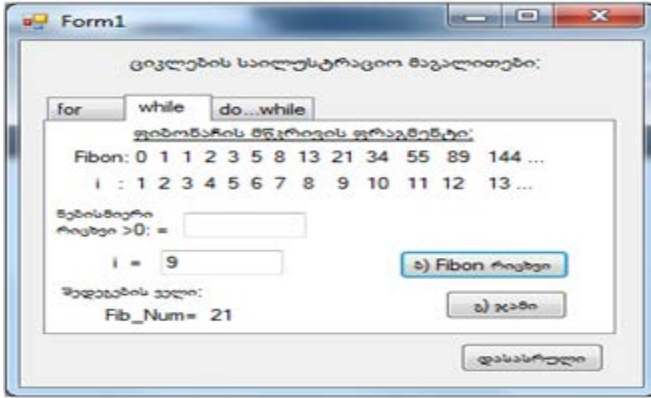 Form1
ციკლების საილუსტრაციო მაგალითები:
for while do...while
ფიბონაჩის მწკრივის ფრაგმენტი:
Fibon: 0 1 1 2 3 5 8 13 21 34 55 89 144 ...
i : 1 2 3 4 5 6 7 8 9 10 11 12 13 ...
ნებისმიერი
რიცხვი >0: =
i = 9
ბ) Fibon რიცხვი
შედეგების ველი:
გ) ჯამი
Fib_Num= 21
დასასრული